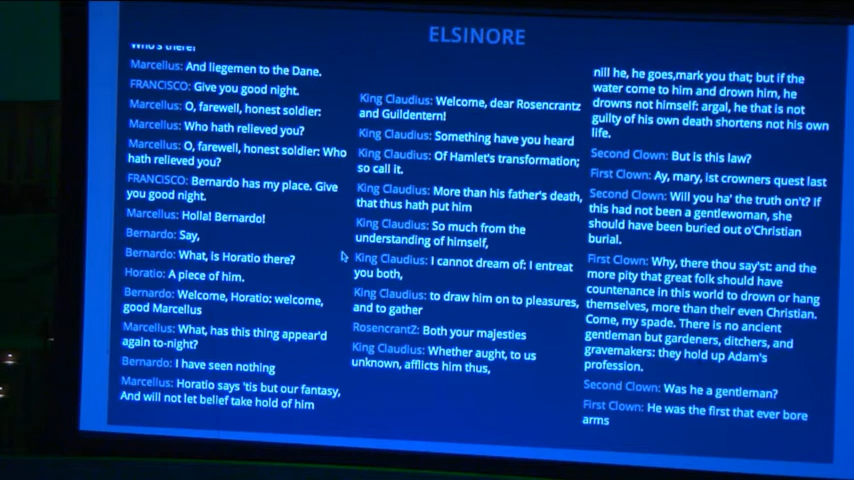 ELSINORE
Who's there!
Marcellus: And liegemen to the Dane.
FRANCISCO: Give you good night.
Marcellus: O, farewell, honest soldier:
Marcellus: Who hath relieved you?
Marcellus: O, farewell, honest soldier: Who
hath relieved you?
FRANCISCO: Bernardo has my place. Give
you good night.
Marcellus: Holla! Bernardo!
Bernardo: Say,
Bernardo: What, is Horatio there?
Horatio: A piece of him.
Bernardo: Welcome, Horatio: welcome,
good Marcellus
Marcellus: What, has this thing appear'd
again to-night?
Bernardo: I have seen nothing
Marcellus: Horatio says 'tis but our fantasy,
And will not let belief take hold of him
King Claudius: Welcome, dear Rosencrantz
and Guildentern!
King Claudius: Something have you heard
King Claudius: Of Hamlet's transformation;
so call it.
King Claudius: More than his father's death,
that thus hath put him
King Claudius: So much from the
understanding of himself,
King Claudius: I cannot dream of: I entreat
you both,
King Claudius: to draw him on to pleasures,
and to gather
RosencrantZ: Both your majesties
King Claudius: Whether aught, to us
unknown, afflicts him thus,
nill he, he goes,mark you that; but if the
water come to him and drown him, he
drowns not himself: argal, he that is not
guilty of his own death shortens not his own
life.
Second Clown: But is this law?
First Clown: Ay, mary, ist crowners quest last
Second Clown: Will you ha' the truth on't? If
this had not been a gentlewoman, she
should have been buried out o'Christian
burial.
First Clown: Why, there thou say'st: and the
more pity that great folk should have
countenance in this world to drown or hang
themselves, more than their even Christian.
Come, my spade. There is no ancient
gentleman but gardeners, ditchers, and
gravemakers: they hold up Adam's
profession.
Second Clown: Was he a gentleman?
First Clown: He was the first that ever bore
arms